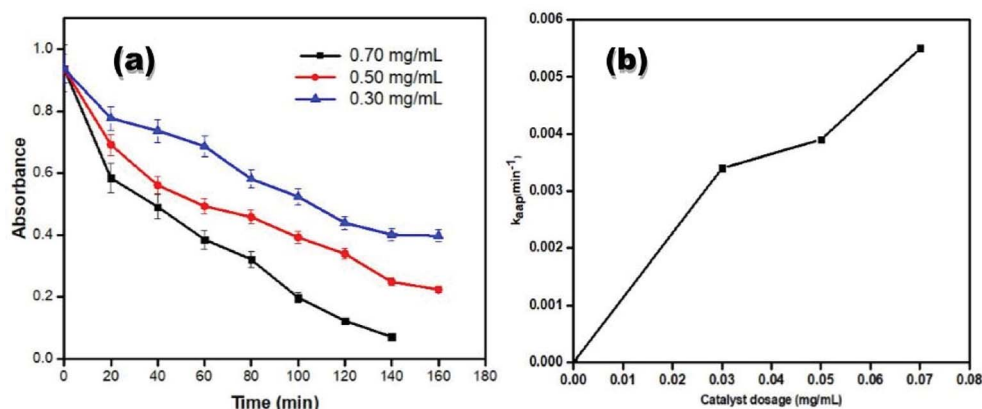 (a)
0.70 mg/mL
0.50 mg/mL
0.30 mg/mL
Absorbance
1.0
0.8
0.6
0.4
0.2
0.0
0 20 40 60 80 100 120 140 160 180
Time (min)
(b)
kaap(min-1)
0.006
0.005
0.004
0.003
0.002
0.001
0.000
0.00 0.01 0.02 0.03 0.04 0.05 0.06 0.07 0.08
Catalyst dosage (mg/mL)